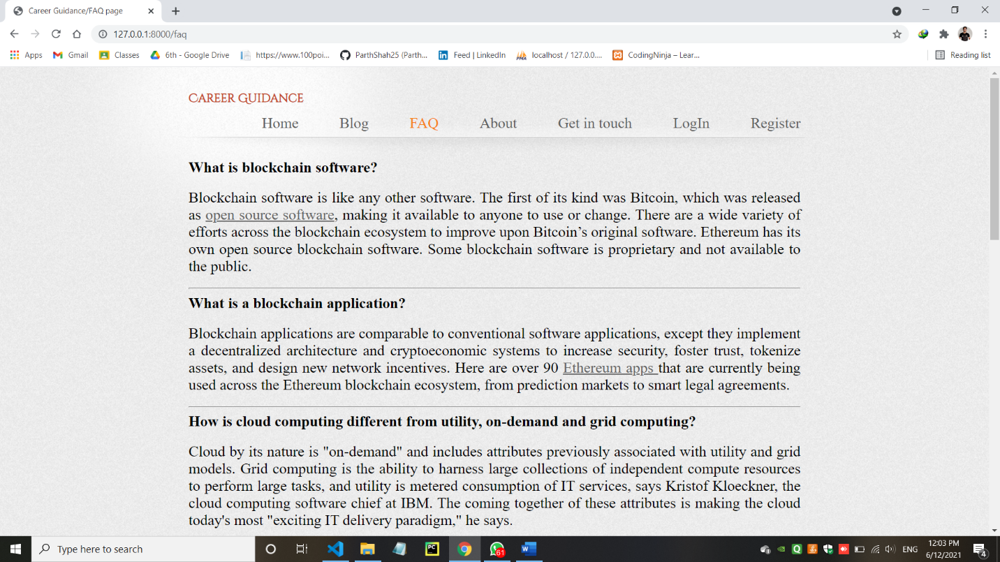 Career Guidance/FAQ page
127.0.0.1:8000/faq
Apps Gmail Classes 6th - Google Drive https://www.100poi... ParthShah25 (Parth... Feed | LinkedIn localhost / 127.0.0.... CodingNinja – Lear... Reading list
Career Guidance
Home Blog FAQ About Get in touch LogIn Register
What is blockchain software?
Blockchain software is like any other software. The first of its kind was Bitcoin, which was released
as open source software, making it available to anyone to use or change. There are a wide variety of
efforts across the blockchain ecosystem to improve upon Bitcoin’s original software. Ethereum has its
own open source blockchain software. Some blockchain software is proprietary and not available to
the public.
What is a blockchain application?
Blockchain applications are comparable to conventional software applications, except they implement
a decentralized architecture and cryptoeconomic systems to increase security, foster trust, tokenize
assets, and design new network incentives. Here are over 90 Ethereum apps that are currently being
used across the Ethereum blockchain ecosystem, from prediction markets to smart legal agreements.
How is cloud computing different from utility, on-demand and grid computing?
Cloud by its nature is "on-demand" and includes attributes previously associated with utility and grid
models. Grid computing is the ability to harness large collections of independent compute resources
to perform large tasks, and utility is metered consumption of IT services, says Kristof Kloeckner, the
cloud computing software chief at IBM. The coming together of these attributes is making the cloud
today's most "exciting IT delivery paradigm," he says.
Type here to search
PC
61
ENG
12:03 PM
6/12/2021
4